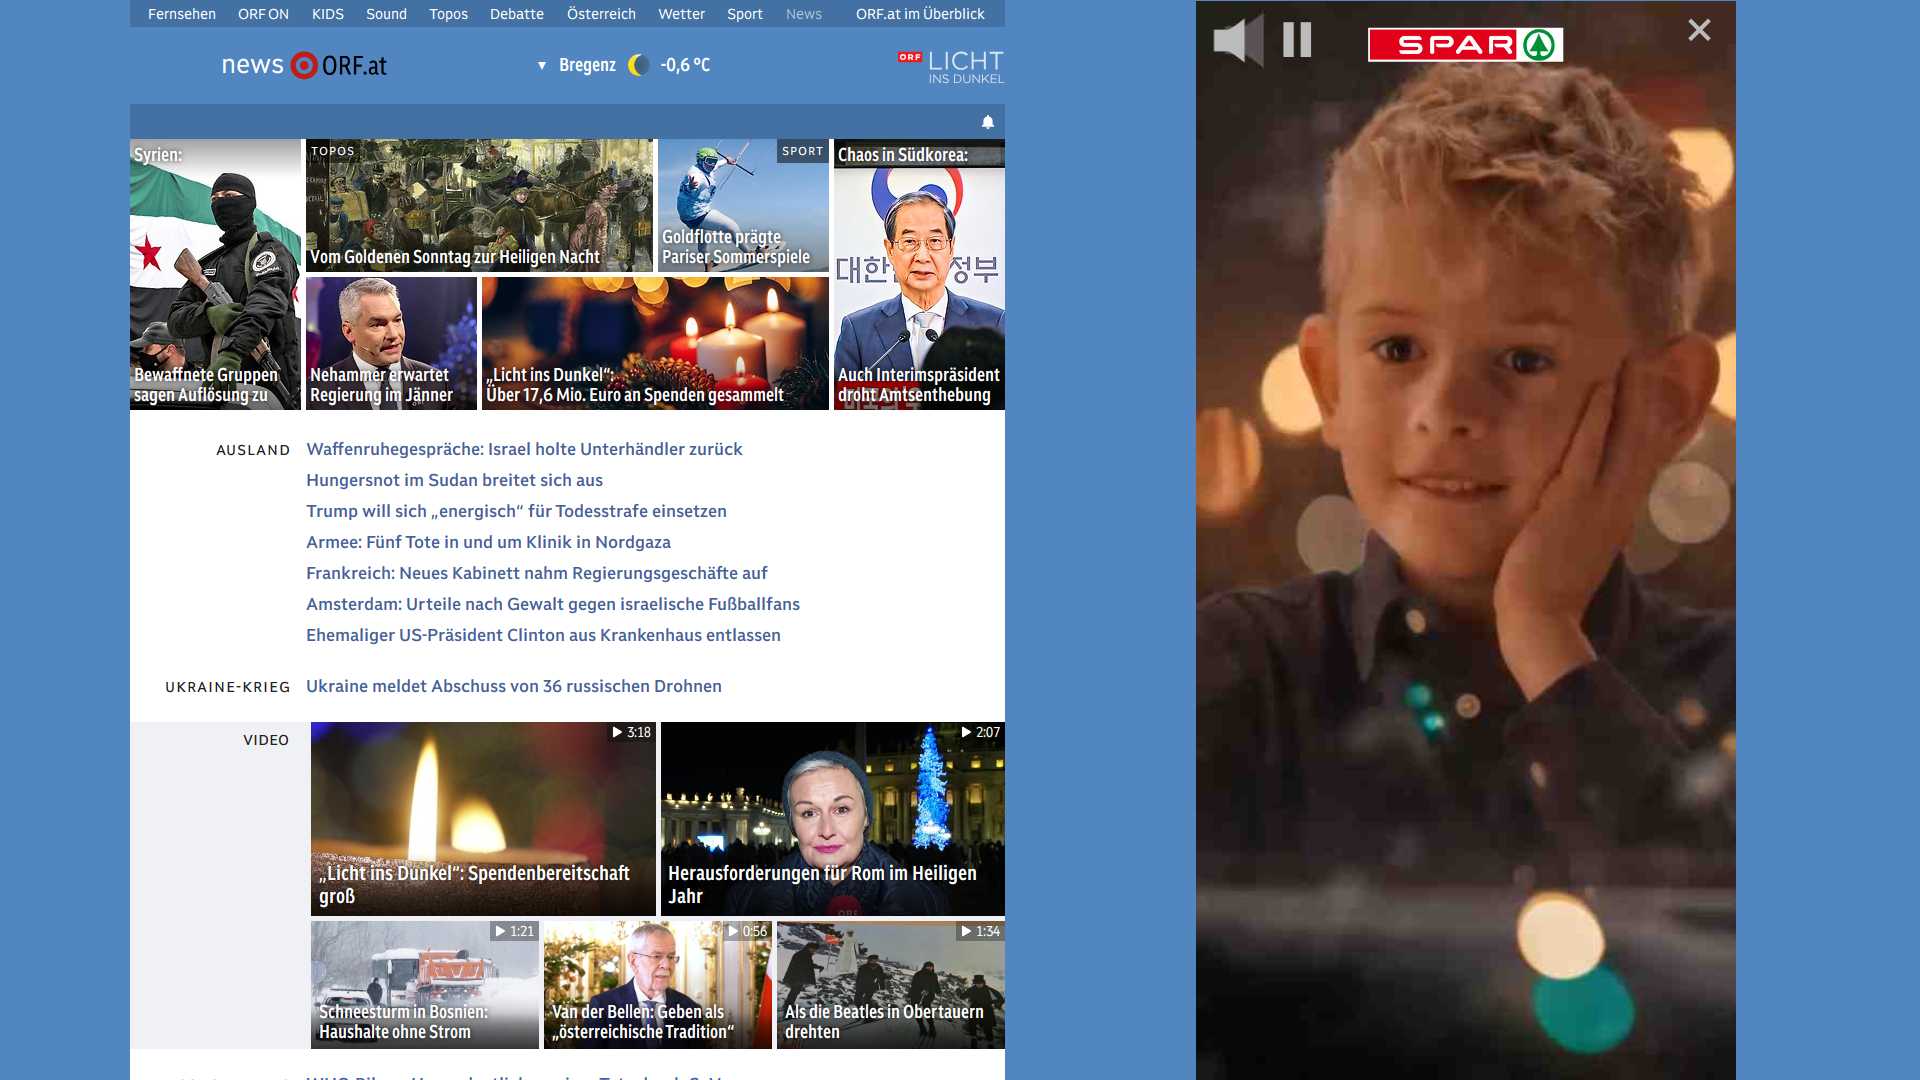 Fernsehen ORF ON KIDS Sound Topos Debatte Österreich Wetter Sport News ORF.at im Überblick
news ORF.at
Bregenz -0,6 °C
ORF LICHT
INS DUNKEL
Syrien:
Bewaffnete Gruppen
sagen Auflösung zu
TOPOS
Vom Goldenen Sonntag zur Heiligen Nacht
SPORT
Goldflotte prägte
Pariser Sommerspiele
Chaos in Südkorea:
Auch Interimspräsident
droht Amtsenthebung
Nehammer erwartet
Regierung im Jänner
„Licht ins Dunkel“:
Über 17,6 Mio. Euro an Spenden gesammelt
AUSLAND
Waffenruhegespräche: Israel holte Unterhändler zurück
Hungersnot im Sudan breitet sich aus
Trump will sich „energisch“ für Todesstrafe einsetzen
Armee: Fünf Tote in und um Klinik in Nordgaza
Frankreich: Neues Kabinett nahm Regierungsgeschäfte auf
Amsterdam: Urteile nach Gewalt gegen israelische Fußballfans
Ehemaliger US-Präsident Clinton aus Krankenhaus entlassen
UKRAINE-KRIEG
Ukraine meldet Abschuss von 36 russischen Drohnen
VIDEO
3:18
„Licht ins Dunkel“: Spendenbereitschaft
groß
2:07
Herausforderungen für Rom im Heiligen
Jahr
ORF
1:21
Schneesturm in Bosnien:
Haushalte ohne Strom
0:56
Van der Bellen: Geben als
„österreichische Tradition“
1:34
Als die Beatles in Obertauern
drehten
SPAR